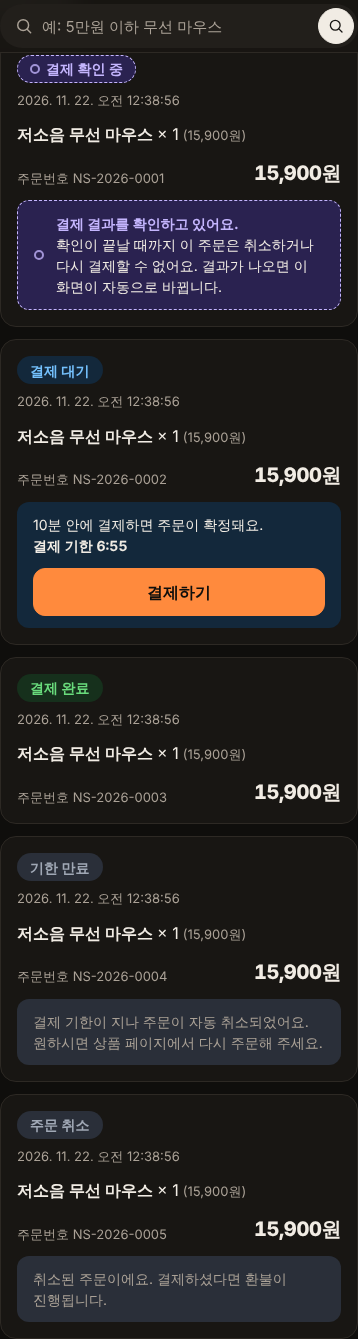 예: 5만원 이하 무선 마우스
결제 확인 중
2026. 11. 22. 오전 12:38:56
저소음 무선 마우스 × 1 (15,900원)
주문번호 NS-2026-0001 15,900원
결제 결과를 확인하고 있어요.
확인이 끝날 때까지 이 주문은 취소하거나
다시 결제할 수 없어요. 결과가 나오면 이
화면이 자동으로 바뀝니다.
결제 대기
2026. 11. 22. 오전 12:38:56
저소음 무선 마우스 × 1 (15,900원)
주문번호 NS-2026-0002 15,900원
10분 안에 결제하면 주문이 확정돼요.
결제 기한 6:55
결제하기
결제 완료
2026. 11. 22. 오전 12:38:56
저소음 무선 마우스 × 1 (15,900원)
주문번호 NS-2026-0003 15,900원
기한 만료
2026. 11. 22. 오전 12:38:56
저소음 무선 마우스 × 1 (15,900원)
주문번호 NS-2026-0004 15,900원
결제 기한이 지나 주문이 자동 취소되었어요.
원하시면 상품 페이지에서 다시 주문해 주세요.
주문 취소
2026. 11. 22. 오전 12:38:56
저소음 무선 마우스 × 1 (15,900원)
주문번호 NS-2026-0005 15,900원
취소된 주문이에요. 결제하셨다면 환불이
진행됩니다.